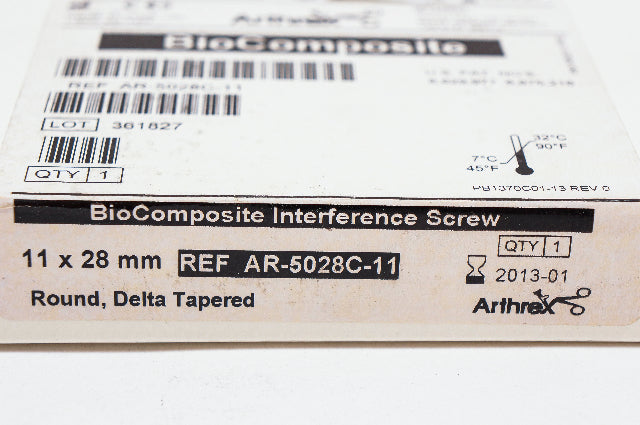 Arthrex
BioComposite
REF AR-5028C-11
LOT 361827
QTY 1
32°C
90°F
7°C
45°F
BioComposite Interference Screw
11 x 28 mm REF AR-5028C-11
QTY 1
2013-01
Round, Delta Tapered
Arthrex